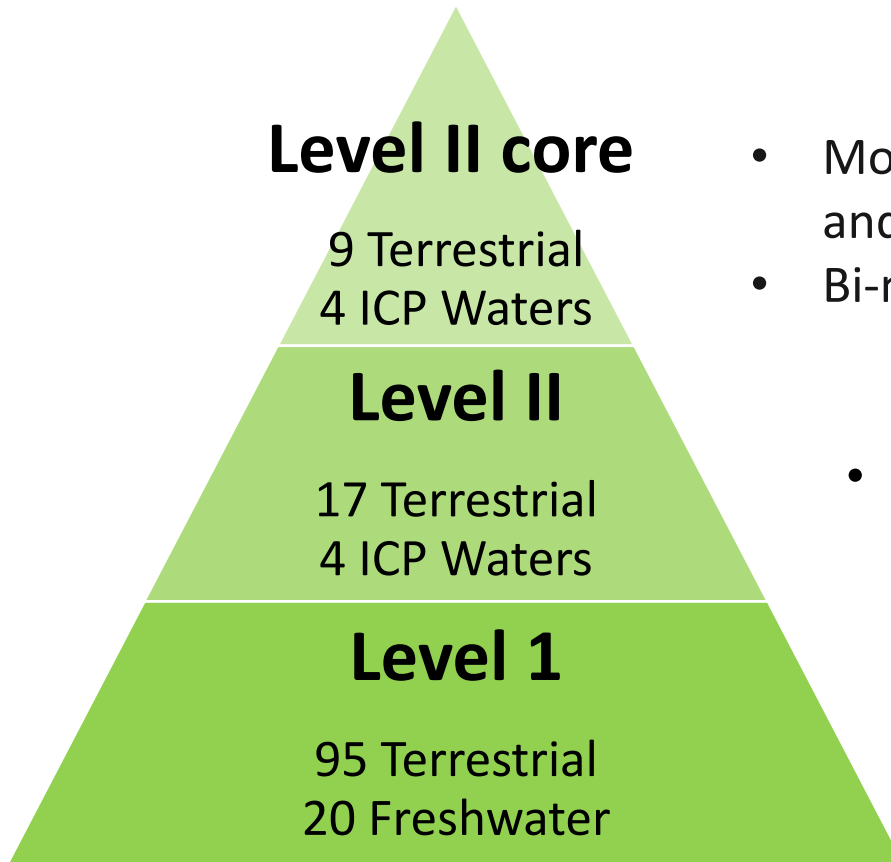 Level II core
9 Terrestrial
4 ICP Waters
Level II
17 Terrestrial
4 ICP Waters
Level 1
95 Terrestrial
20 Freshwater
•
•
•